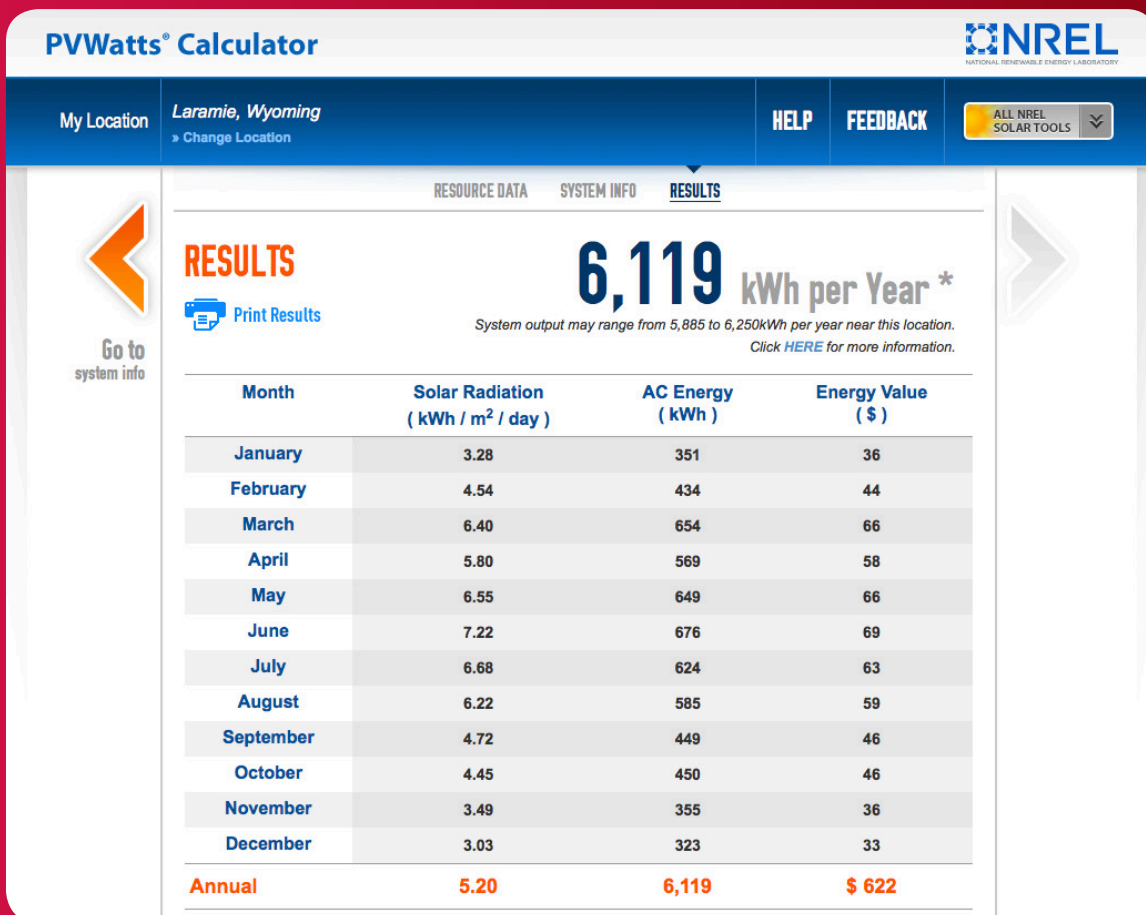 PVWatts® Calculator
NREL
NATIONAL RENEWABLE ENERGY LABORATORY
My Location
Laramie, Wyoming
» Change Location
HELP
FEEDBACK
ALL NREL
SOLAR TOOLS
RESOURCE DATA SYSTEM INFO RESULTS
Go to
system info
RESULTS
Print Results
6,119 kWh per Year *
System output may range from 5,885 to 6,250kWh per year near this location.
Click HERE for more information.
Month Solar Radiation AC Energy Energy Value
( kWh / m² / day ) ( kWh ) ( $ )
January 3.28 351 36
February 4.54 434 44
March 6.40 654 66
April 5.80 569 58
May 6.55 649 66
June 7.22 676 69
July 6.68 624 63
August 6.22 585 59
September 4.72 449 46
October 4.45 450 46
November 3.49 355 36
December 3.03 323 33
Annual 5.20 6,119 $ 622